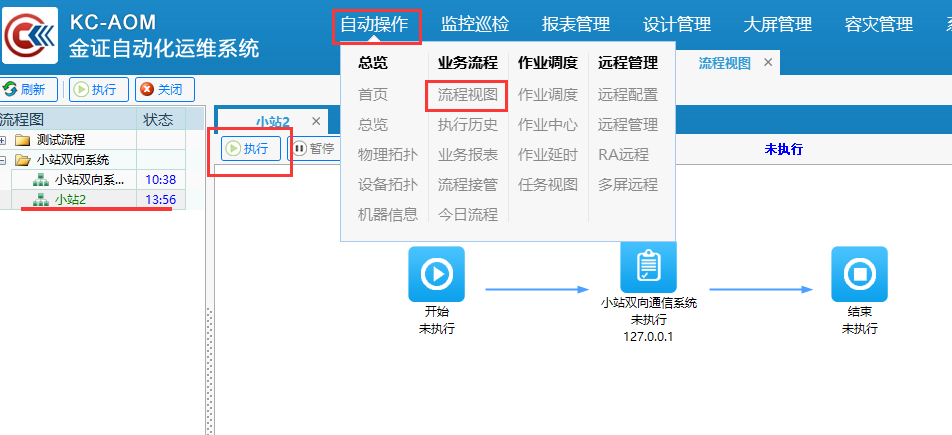 KC-AOM
金证自动化运维系统
自动操作 监控巡检 报表管理 设计管理 大屏管理 容灾管理
总览 业务流程 作业调度 远程管理
首页 流程视图 作业调度 远程配置
总览 执行历史 作业中心 远程管理
物理拓扑 业务报表 作业延时 RA远程
设备拓扑 流程接管 任务视图 多屏远程
机器信息 今日流程
流程视图
刷新 执行 关闭
流程图 状态
测试流程
小站双向系统
小站双向系... 10:38
小站2 13:56
小站2
执行 暂停
未执行
开始
未执行
小站双向通信系统
未执行
127.0.0.1
结束
未执行